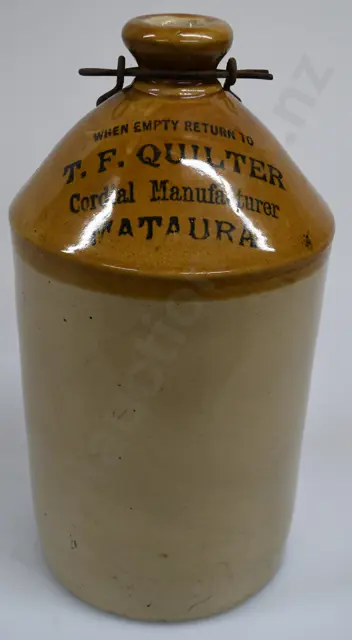 WHEN EMPTY RETURN TO
T. F. QUILTER
Cordial Manufacturer
MATAURA